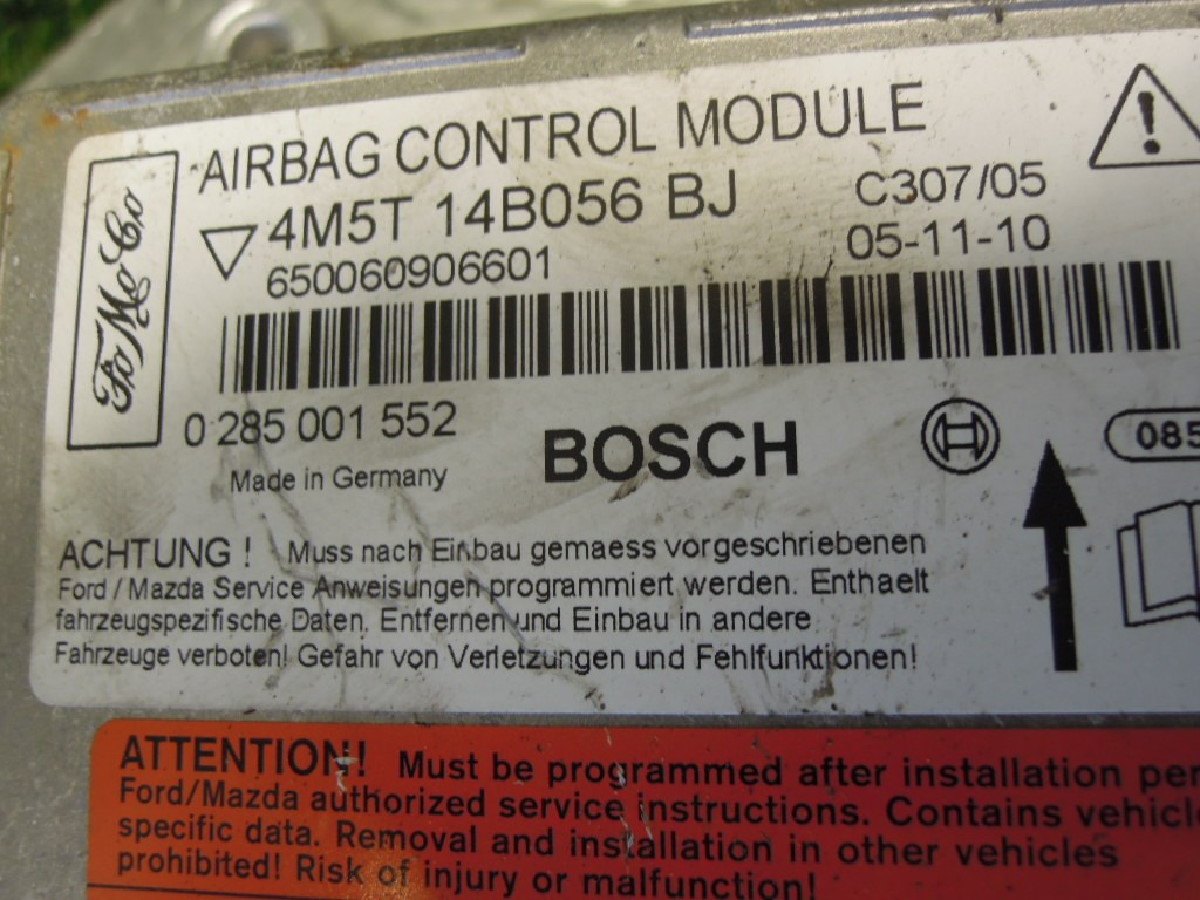 FoMoCo
AIRBAG CONTROL MODULE
4M5T 14B056 BJ C307/05
650060906601 05-11-10
0 285 001 552
Made in Germany
BOSCH
085
ACHTUNG ! Muss nach Einbau gemaess vorgeschriebenen
Ford / Mazda Service Anweisungen programmiert werden. Enthaelt
fahrzeugspezifische Daten. Entfernen und Einbau in andere
Fahrzeuge verboten! Gefahr von Verletzungen und Fehlfunktionen!
ATTENTION! Must be programmed after installation per
Ford/Mazda authorized service instructions. Contains vehicle
specific data. Removal and installation in other vehicles
prohibited! Risk of injury or malfunction!